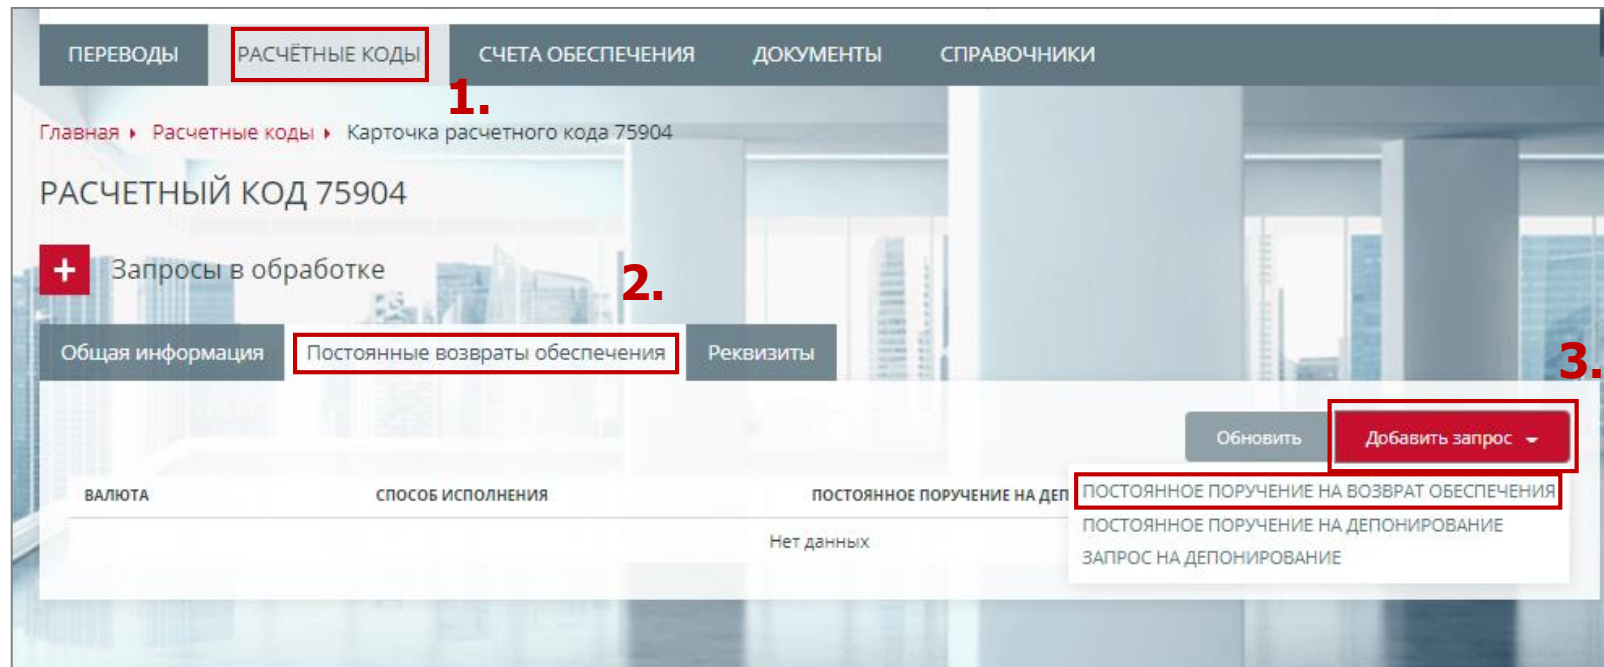 ПЕРЕВОДЫ РАСЧЁТНЫЕ КОДЫ СЧЕТА ОБЕСПЕЧЕНИЯ ДОКУМЕНТЫ СПРАВОЧНИКИ
1.
Главная Расчетные коды Карточка расчетного кода 75904
РАСЧЕТНЫЙ КОД 75904
+ Запросы в обработке
2.
Общая информация Постоянные возвраты обеспечения Реквизиты
3.
Обновить Добавить запрос
ВАЛЮТА СПОСОБ ИСПОЛНЕНИЯ ПОСТОЯННОЕ ПОРУЧЕНИЕ НА ДЕП
ПОСТОЯННОЕ ПОРУЧЕНИЕ НА ВОЗВРАТ ОБЕСПЕЧЕНИЯ
ПОСТОЯННОЕ ПОРУЧЕНИЕ НА ДЕПОНИРОВАНИЕ
Нет данных
ЗАПРОС НА ДЕПОНИРОВАНИЕ